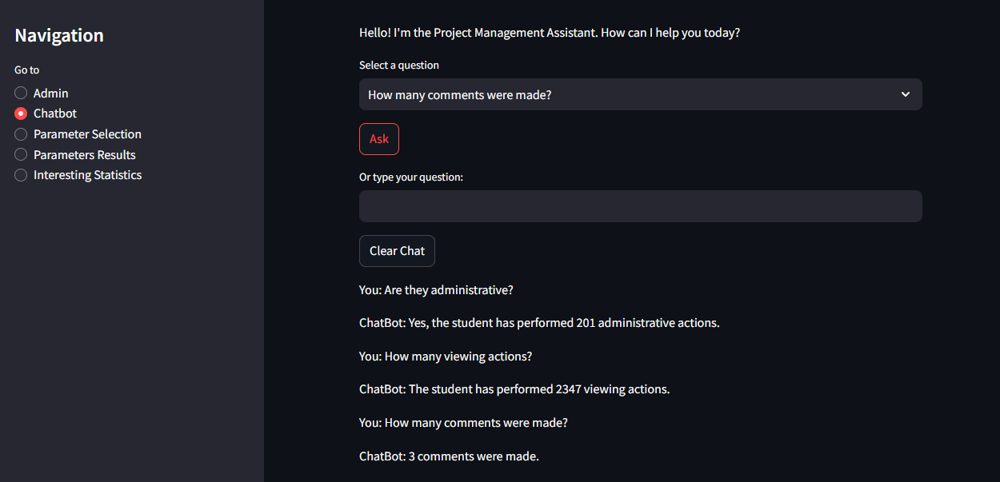 Navigation
Go to
Admin
Chatbot
Parameter Selection
Parameters Results
Interesting Statistics
Hello! I'm the Project Management Assistant. How can I help you today?
Select a question
How many comments were made?
Ask
Or type your question:
Clear Chat
You: Are they administrative?
ChatBot: Yes, the student has performed 201 administrative actions.
You: How many viewing actions?
ChatBot: The student has performed 2347 viewing actions.
You: How many comments were made?
ChatBot: 3 comments were made.